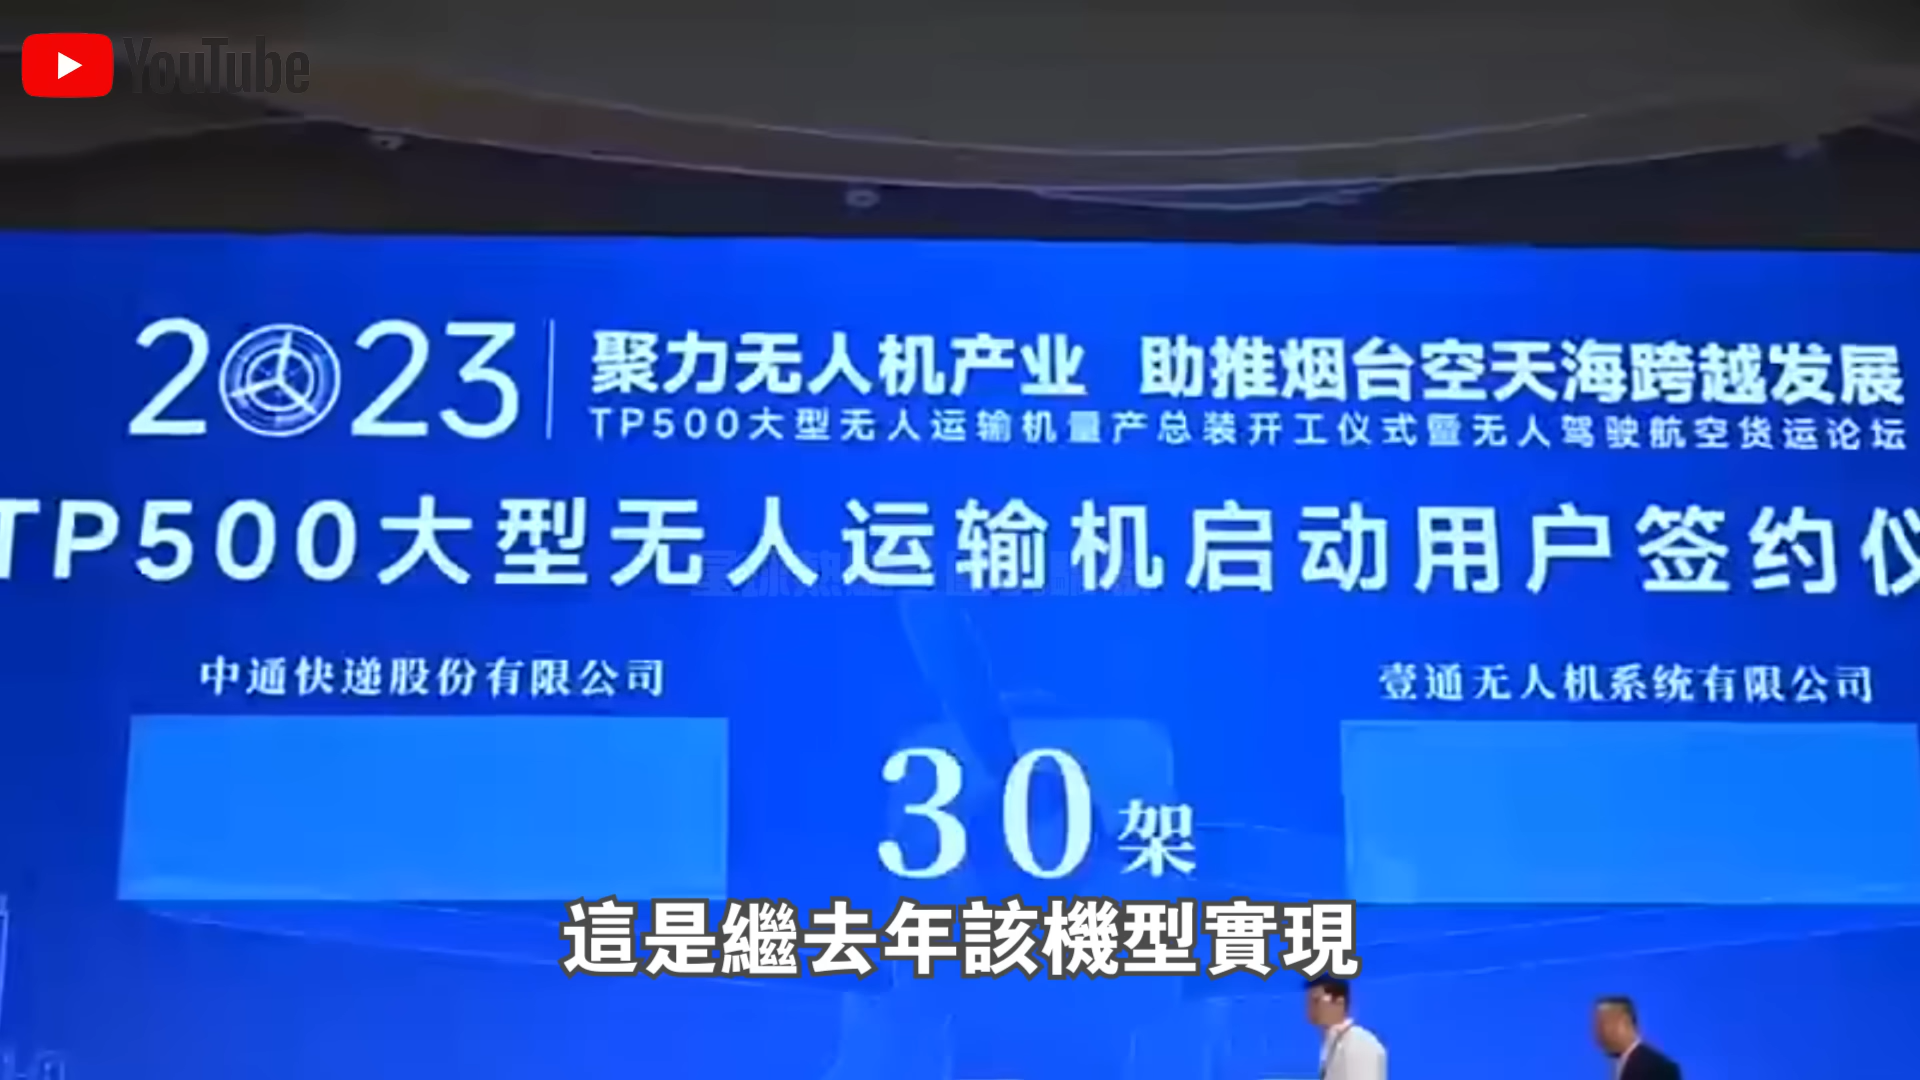 YouTube
2023 聚力无人机产业 助推烟台空天海跨越发展
TP500大型无人运输机量产总装开工仪式暨无人驾驶航空货运论坛
TP500大型无人运输机启动用户签约仪
中通快递股份有限公司
壹通无人机系统有限公司
30架
這是繼去年該機型實現